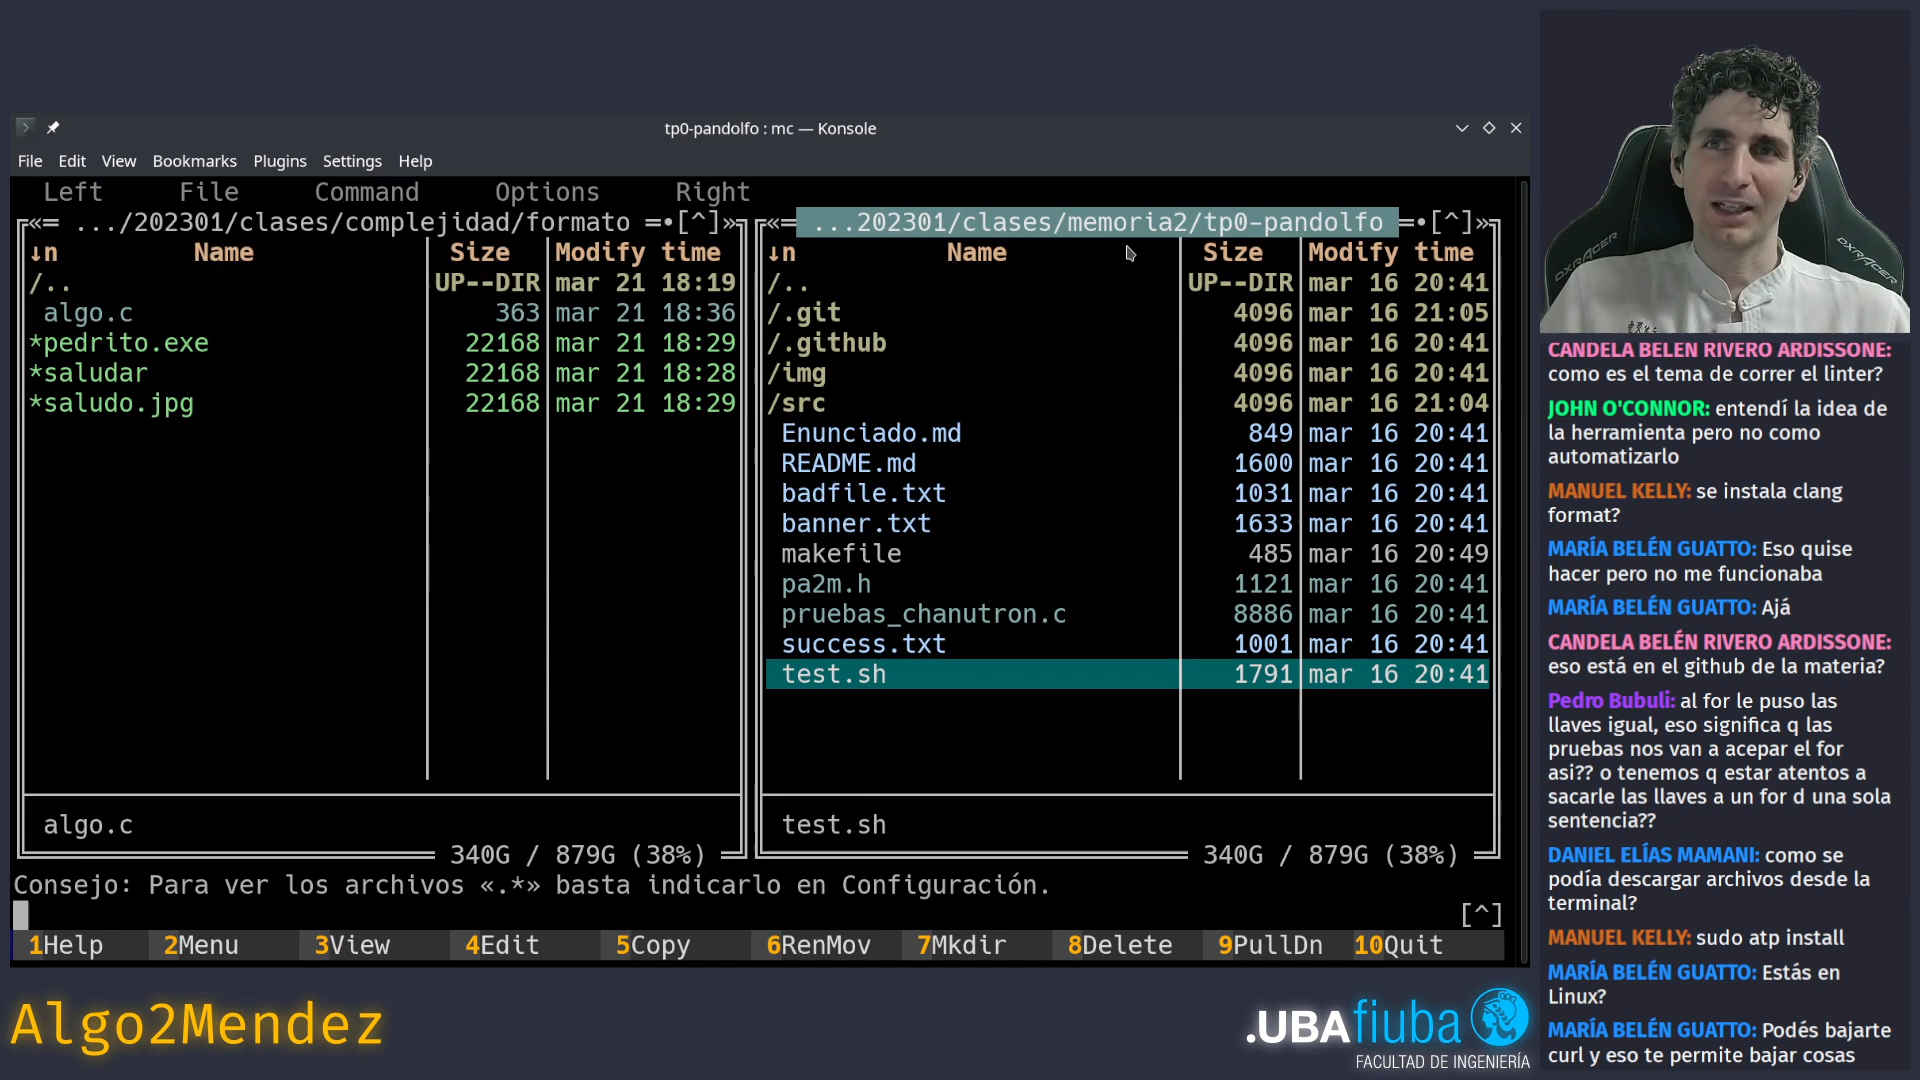 tp0-pandolfo : mc — Konsole
File Edit View Bookmarks Plugins Settings Help
Left File Command Options Right
«= .../202301/clases/complejidad/formato =•[^]»
↓n Name Size Modify time
/.. UP--DIR mar 21 18:19
algo.c 363 mar 21 18:36
*pedrito.exe 22168 mar 21 18:29
*saludar 22168 mar 21 18:28
*saludo.jpg 22168 mar 21 18:29
algo.c
340G / 879G (38%)
«= ...202301/clases/memoria2/tp0-pandolfo =•[^]»
↓n Name Size Modify time
/.. UP--DIR mar 16 20:41
/.git 4096 mar 16 21:05
/.github 4096 mar 16 20:41
/img 4096 mar 16 20:41
/src 4096 mar 16 21:04
Enunciado.md 849 mar 16 20:41
README.md 1600 mar 16 20:41
badfile.txt 1031 mar 16 20:41
banner.txt 1633 mar 16 20:41
makefile 485 mar 16 20:49
pa2m.h 1121 mar 16 20:41
pruebas_chanutron.c 8886 mar 16 20:41
success.txt 1001 mar 16 20:41
test.sh 1791 mar 16 20:41
test.sh
340G / 879G (38%)
Consejo: Para ver los archivos «.*» basta indicarlo en Configuración.
[^]
1Help 2Menu 3View 4Edit 5Copy 6RenMov 7Mkdir 8Delete 9PullDn 10Quit
Algo2Mendez
.UBAfiuba
FACULTAD DE INGENIERÍA
DXRACER
DXRACER
CANDELA BELÉN RIVERO ARDISSONE:
como es el tema de correr el linter?
JOHN O'CONNOR: entendí la idea de
la herramienta pero no como
automatizarlo
MANUEL KELLY: se instala clang
format?
MARÍA BELÉN GUATTO: Eso quise
hacer pero no me funcionaba
MARÍA BELÉN GUATTO: Ajá
CANDELA BELÉN RIVERO ARDISSONE:
eso está en el github de la materia?
Pedro Bubuli: al for le puso las
llaves igual, eso significa q las
pruebas nos van a acepar el for
asi?? o tenemos q estar atentos a
sacarle las llaves a un for d una sola
sentencia??
DANIEL ELÍAS MAMANI: como se
podía descargar archivos desde la
terminal?
MANUEL KELLY: sudo atp install
MARÍA BELÉN GUATTO: Estás en
Linux?
MARÍA BELÉN GUATTO: Podés bajarte
curl y eso te permite bajar cosas